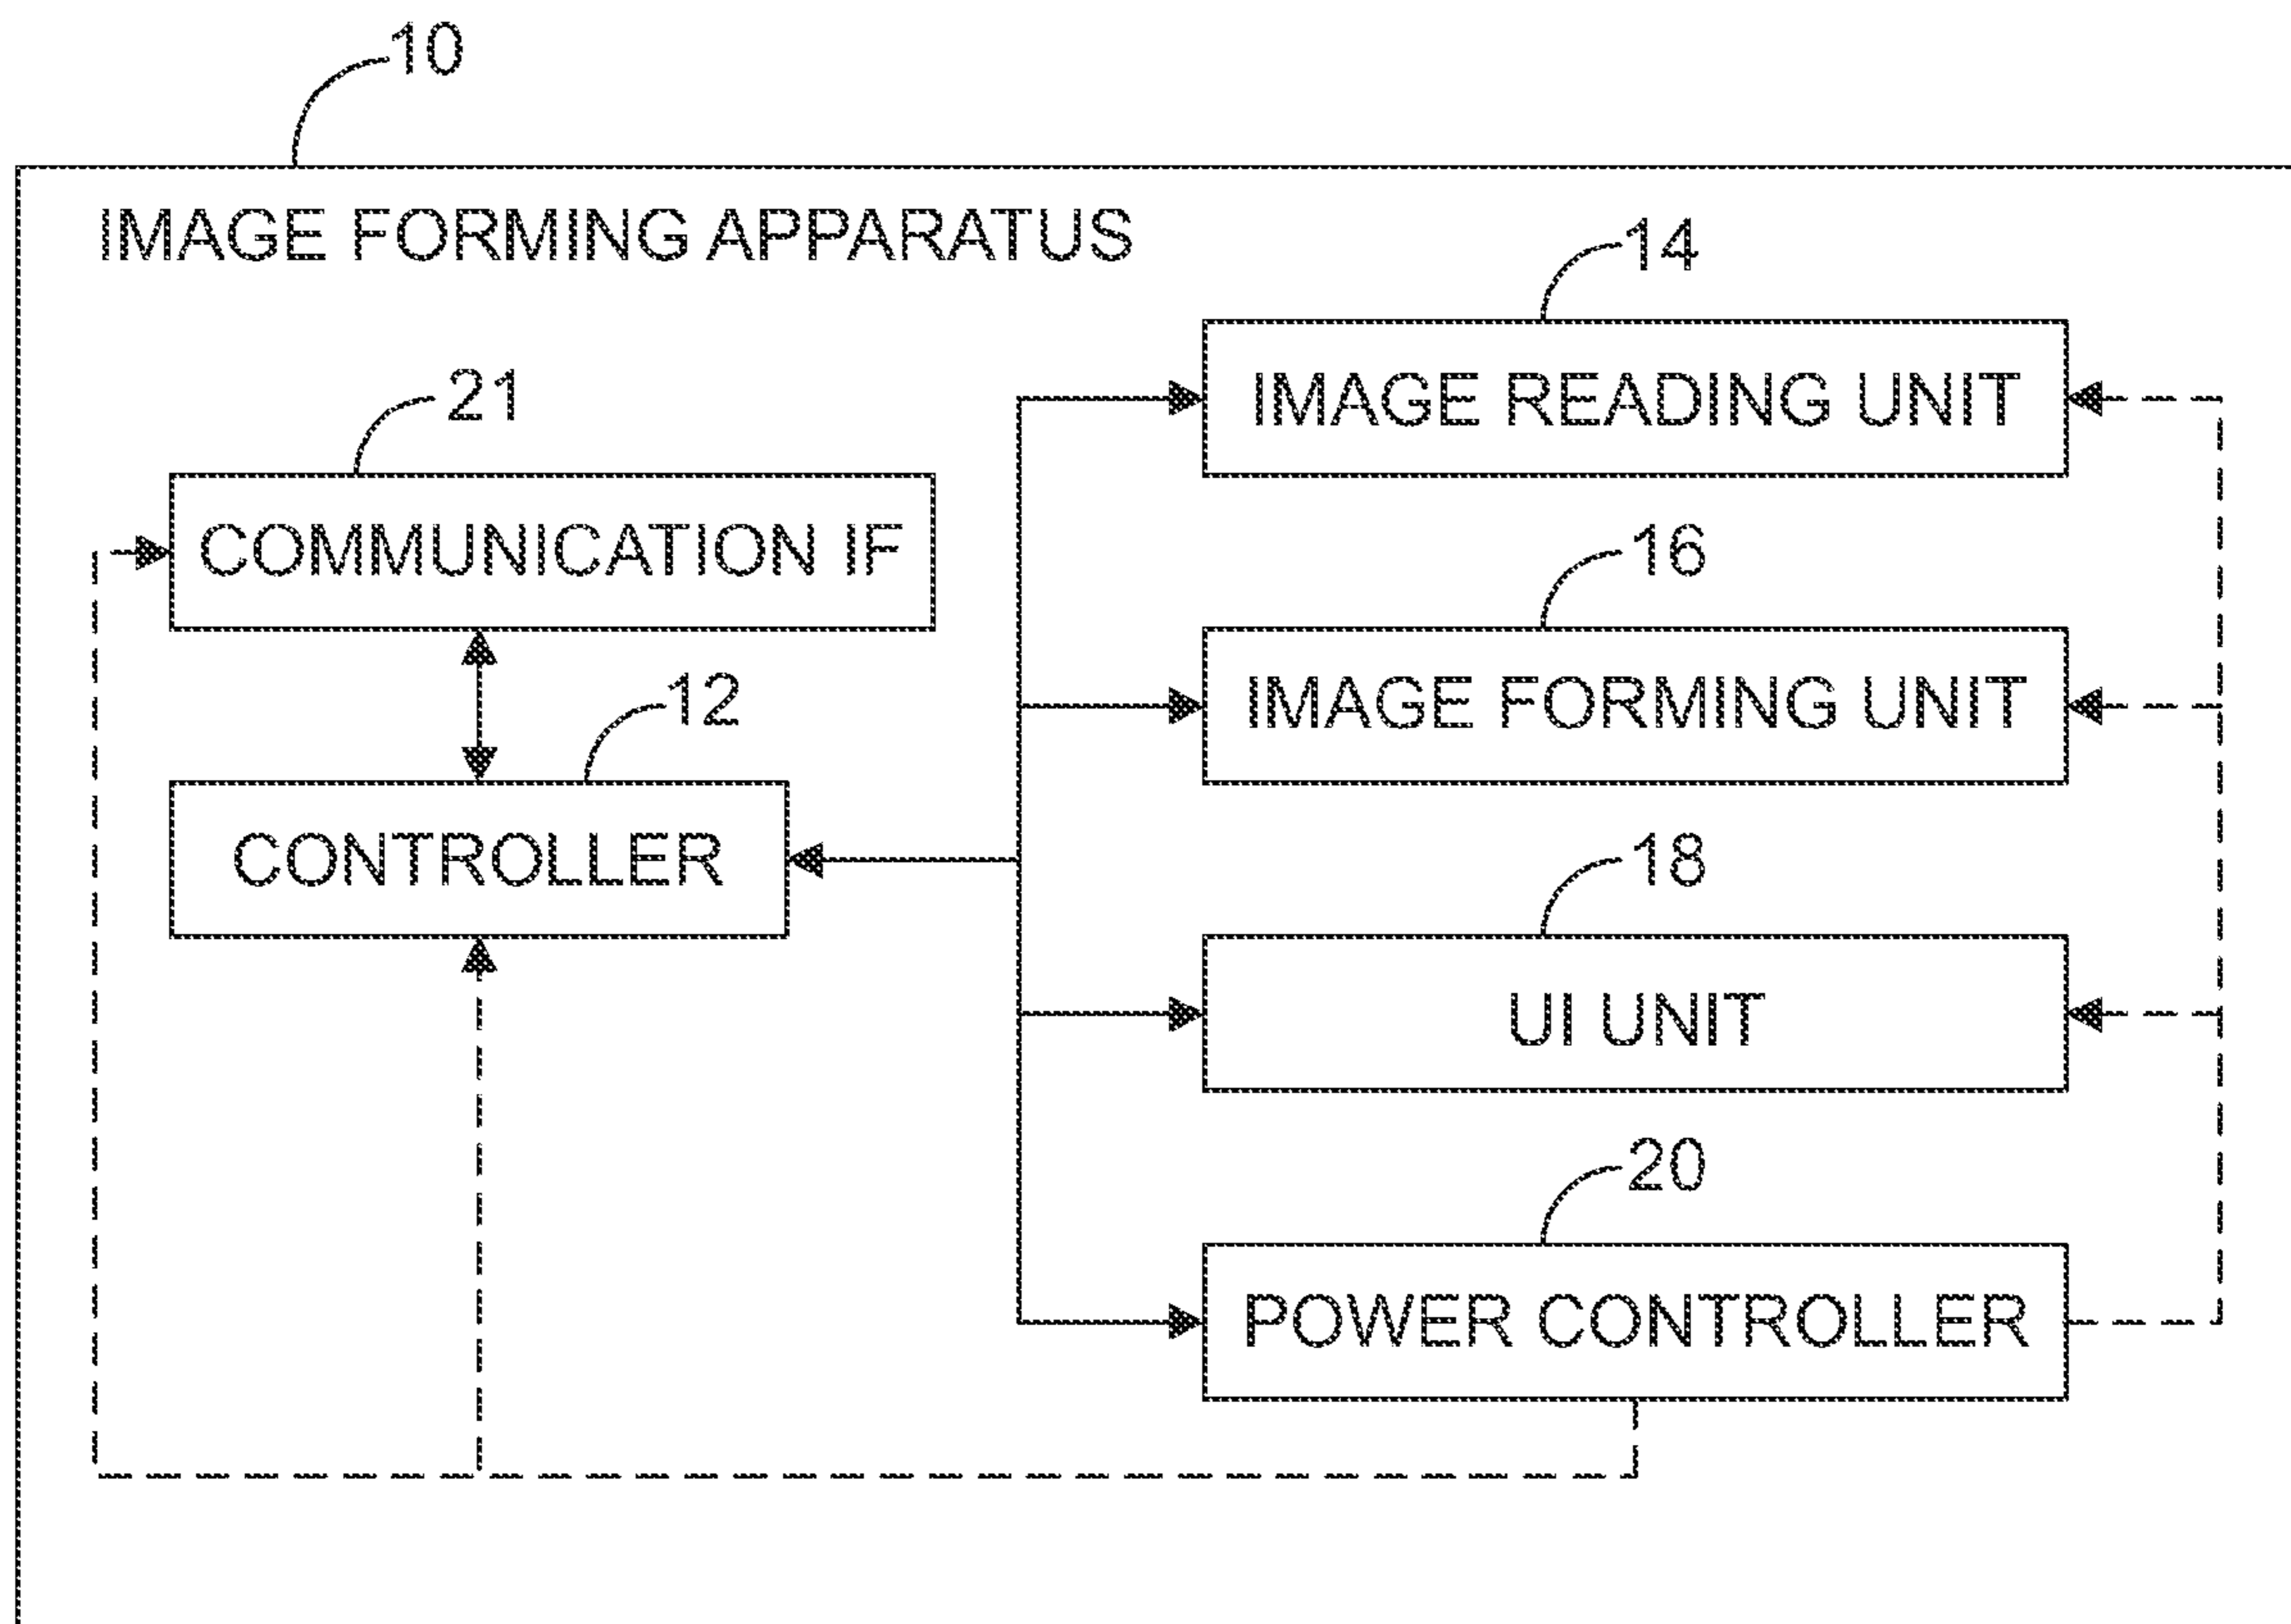 10
IMAGE FORMING APPARATUS
14
IMAGE READING UNIT
21
COMMUNICATION IF
16
IMAGE FORMING UNIT
12
CONTROLLER
18
UI UNIT
20
POWER CONTROLLER